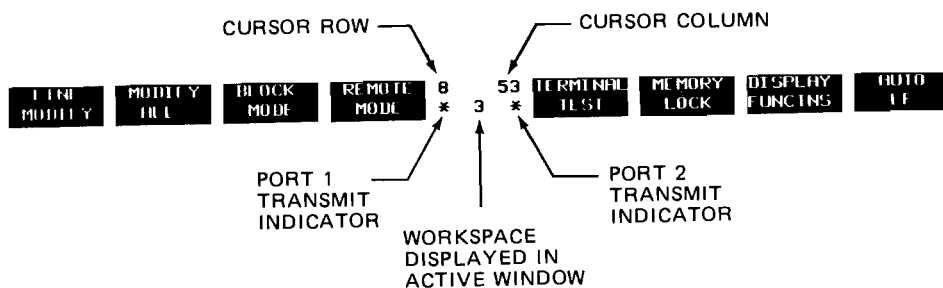 CURSOR ROW
CURSOR COLUMN
LINE MODIFY
MODIFY ALL
BLOCK MODE
REMOTE MODE
8 53
* 3 *
TERMINAL TEST
MEMORY LOCK
DISPLAY FUNCTNS
AUTO LF
PORT 1 TRANSMIT INDICATOR
WORKSPACE DISPLAYED IN ACTIVE WINDOW
PORT 2 TRANSMIT INDICATOR